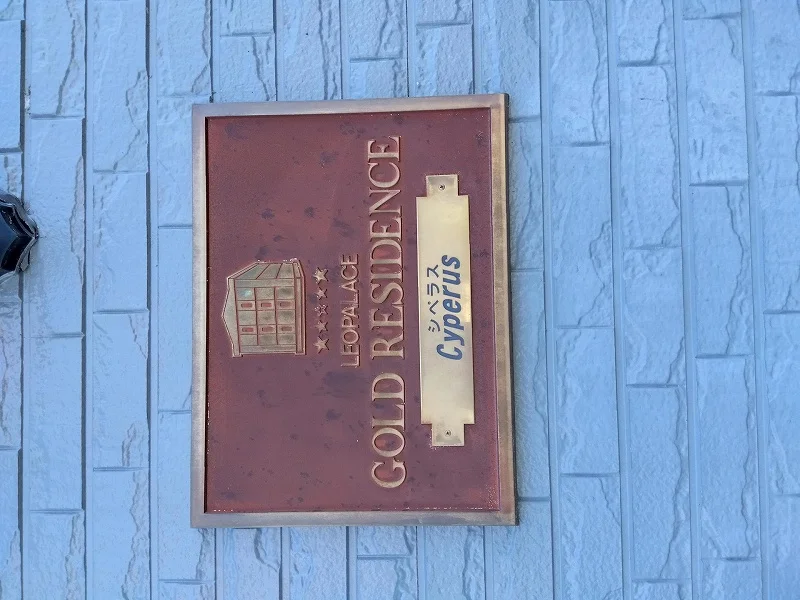 LEOPALACE
GOLD RESIDENCE
シペラス
Cyperus